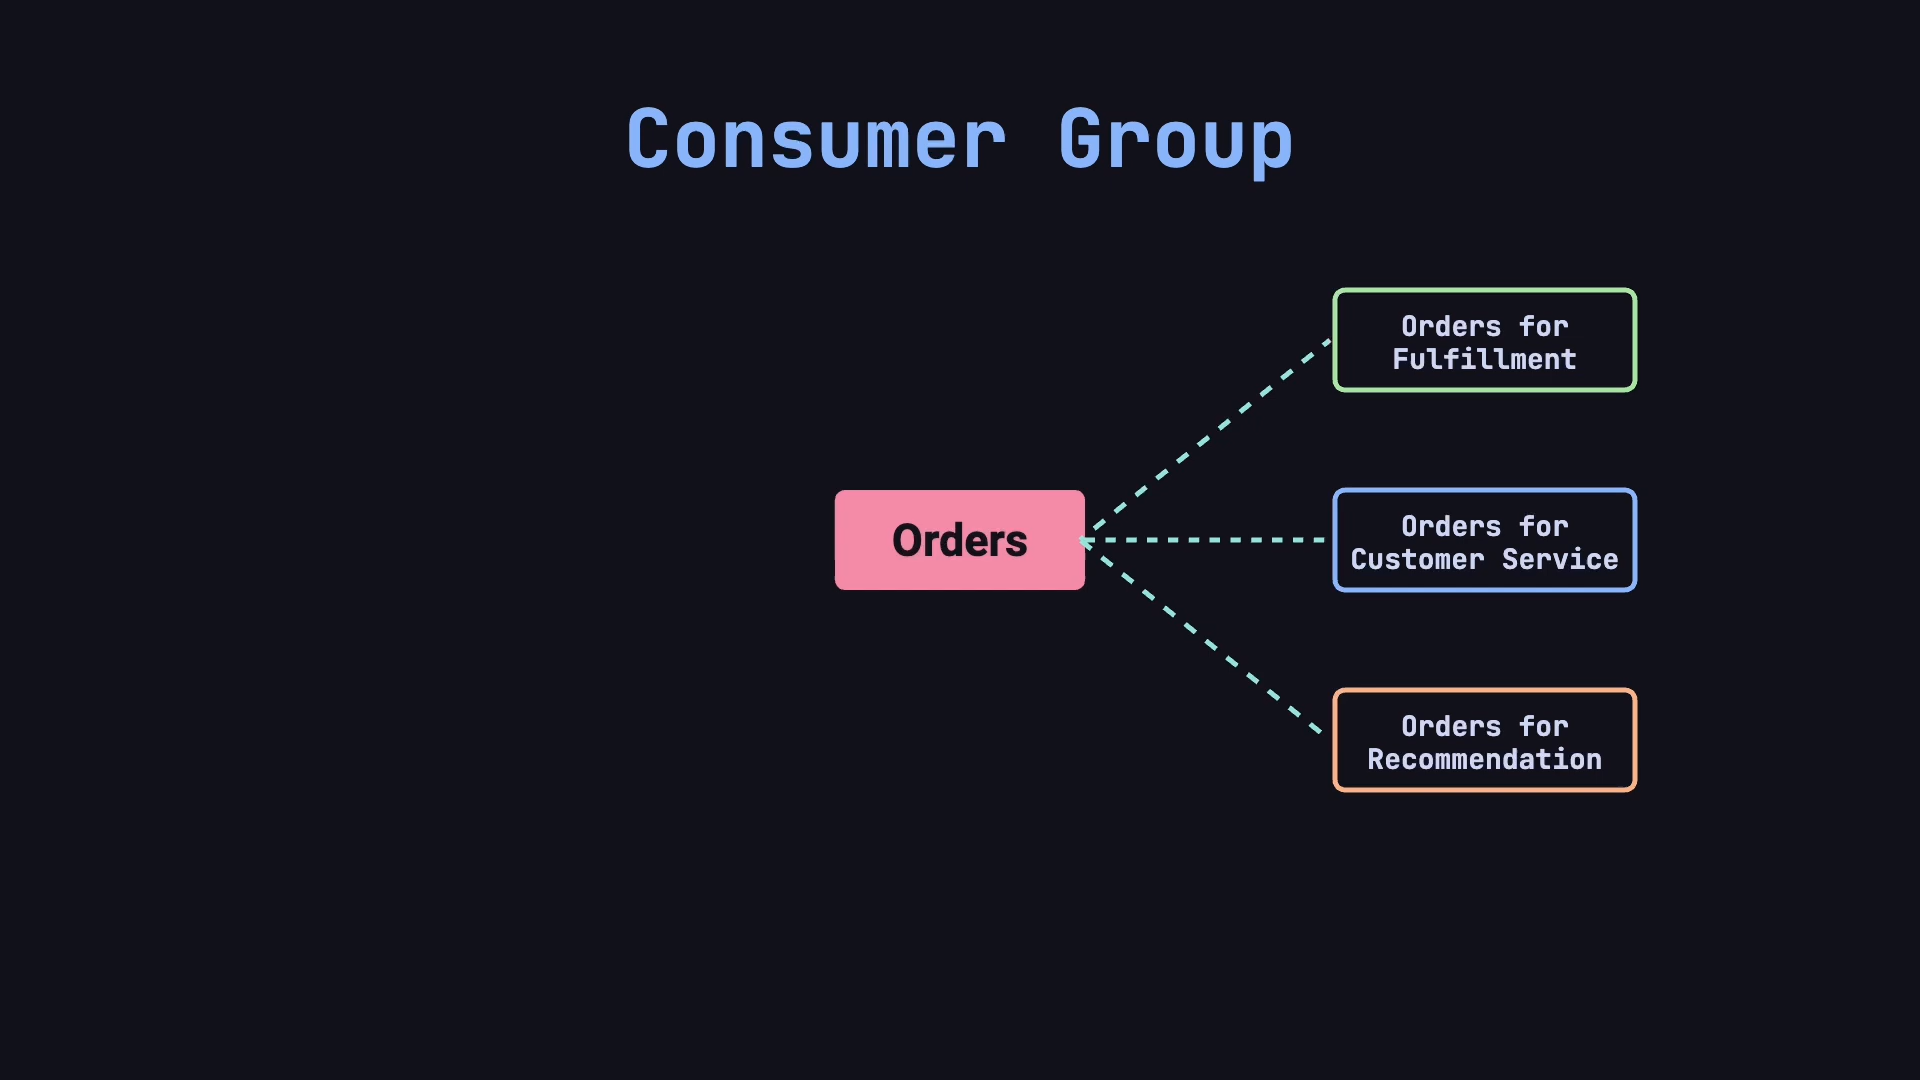 Consumer Group
Orders for
Fulfillment
Orders
Orders for
Customer Service
Orders for
Recommendation